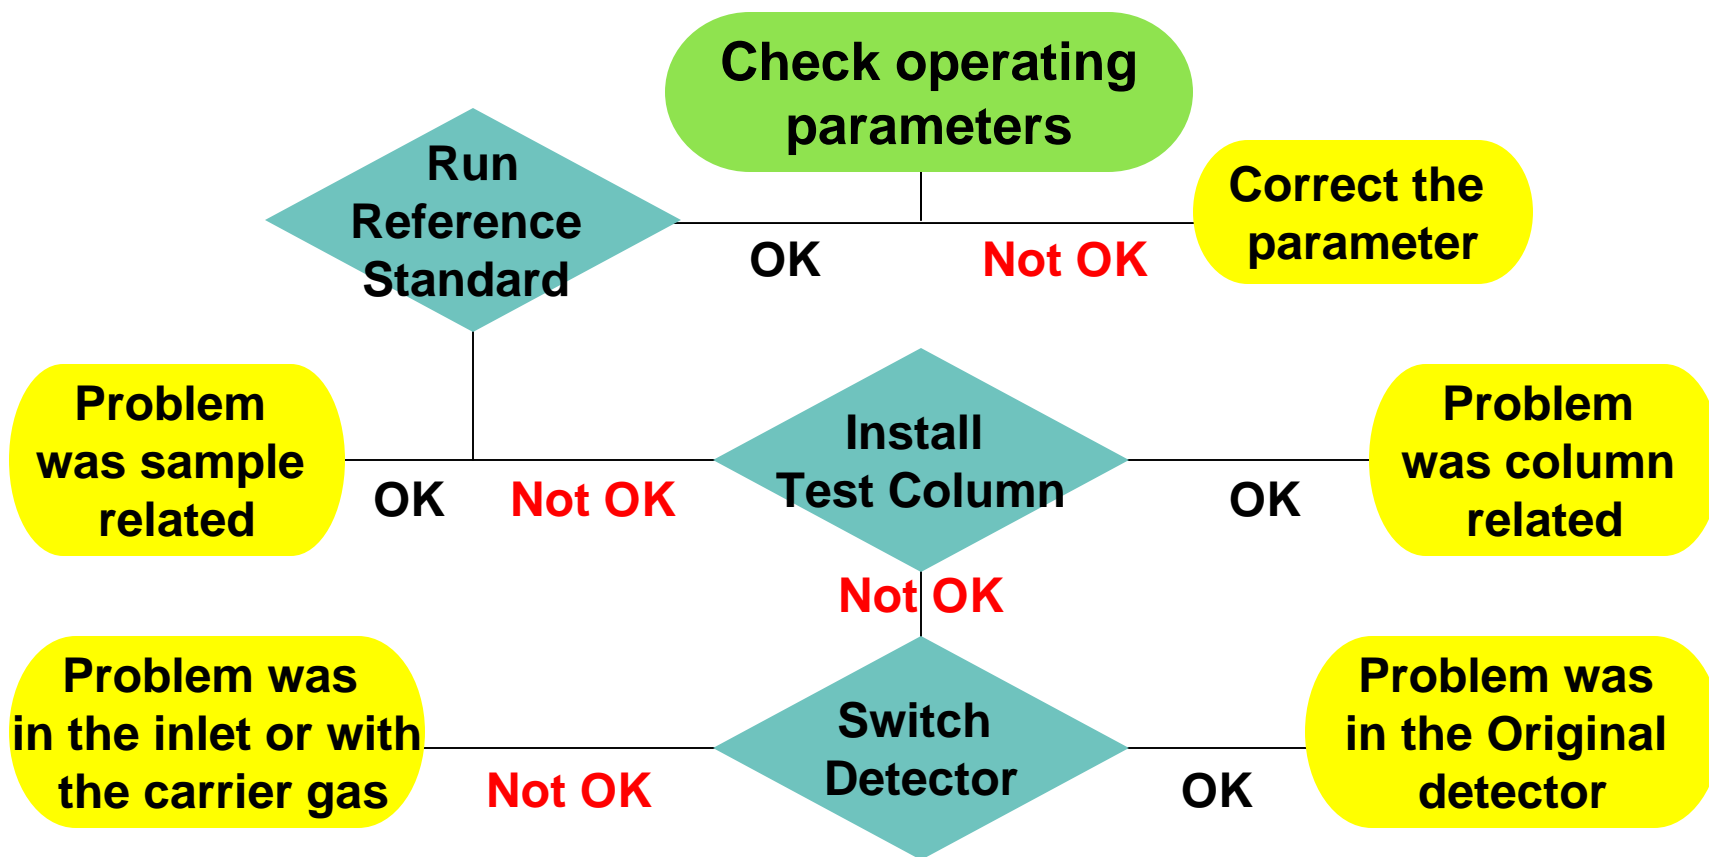 Check operating
parameters
Run
Reference
Standard
OK
Not OK
Correct the
parameter
Problem
was sample
related
OK
Not OK
Install
Test Column
OK
Problem
was column
related
Not OK
Problem was
in the inlet or with
the carrier gas
Not OK
Switch
Detector
OK
Problem was
in the Original
detector